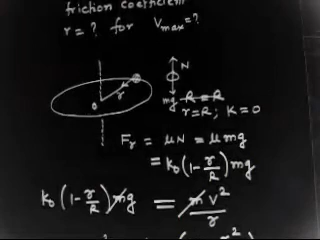 friction coefficient
r = ? for Vmax = ?
N
r
o
mg R = R
r = R ; K = 0
Fr = μN = μmg
= k₀(1 - r/R)mg
k₀(1 - r/R)mg = mv²/r